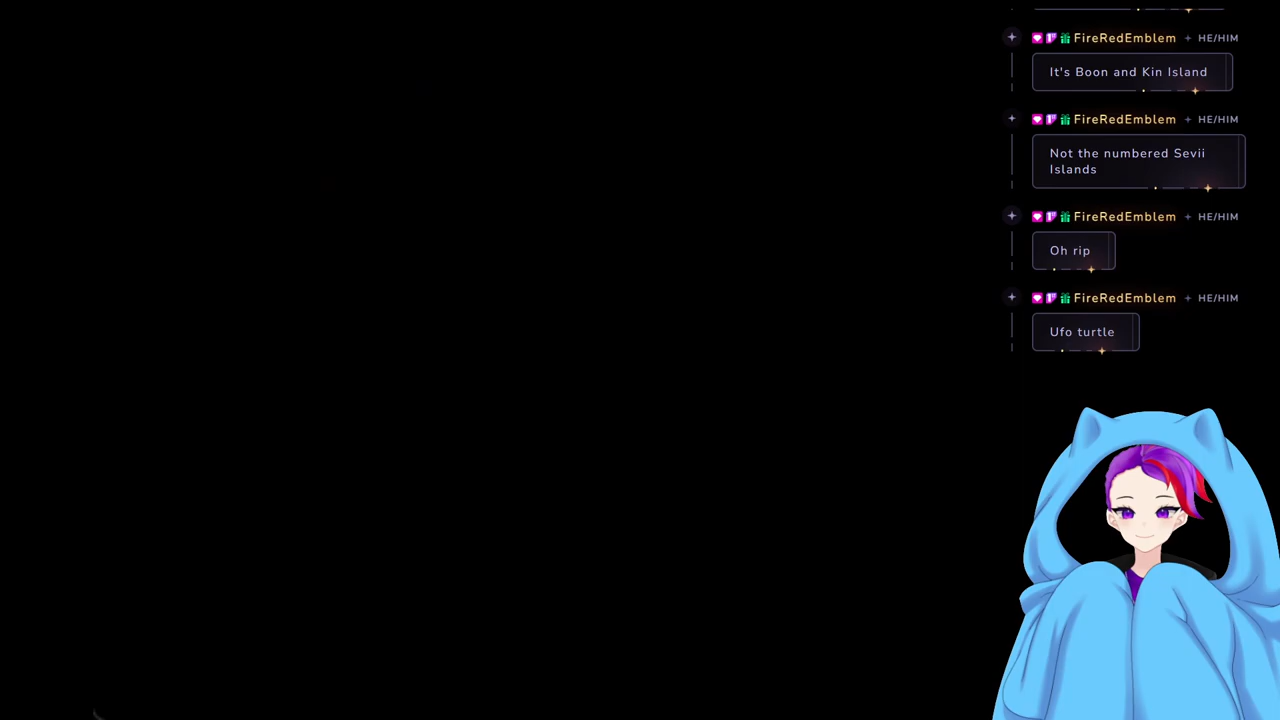 FireRedEmblem HE/HIM
It's Boon and Kin Island
FireRedEmblem HE/HIM
Not the numbered Sevii
Islands
FireRedEmblem HE/HIM
Oh rip
FireRedEmblem HE/HIM
Ufo turtle